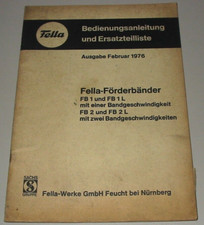 Fella
Bedienungsanleitung
und Ersatzteilliste
Ausgabe Februar 1976
Fella-Förderbänder
FB 1 und FB 1 L
mit einer Bandgeschwindigkeit
FB 2 und FB 2 L
mit zwei Bandgeschwindigkeiten
SACHS
S
Fella-Werke GmbH Feucht bei Nürnberg